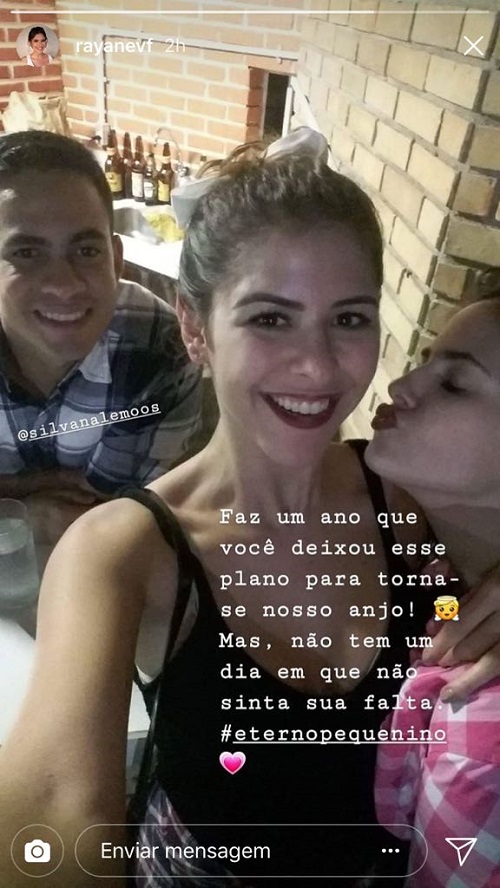 rayanevf 2h
@silvanalemoos
Faz um ano que
você deixou esse
plano para torna-
se nosso anjo! 😇
Mas, não tem um
dia em que não
sinta sua falta.
#eternopequenino
💗
Enviar mensagem